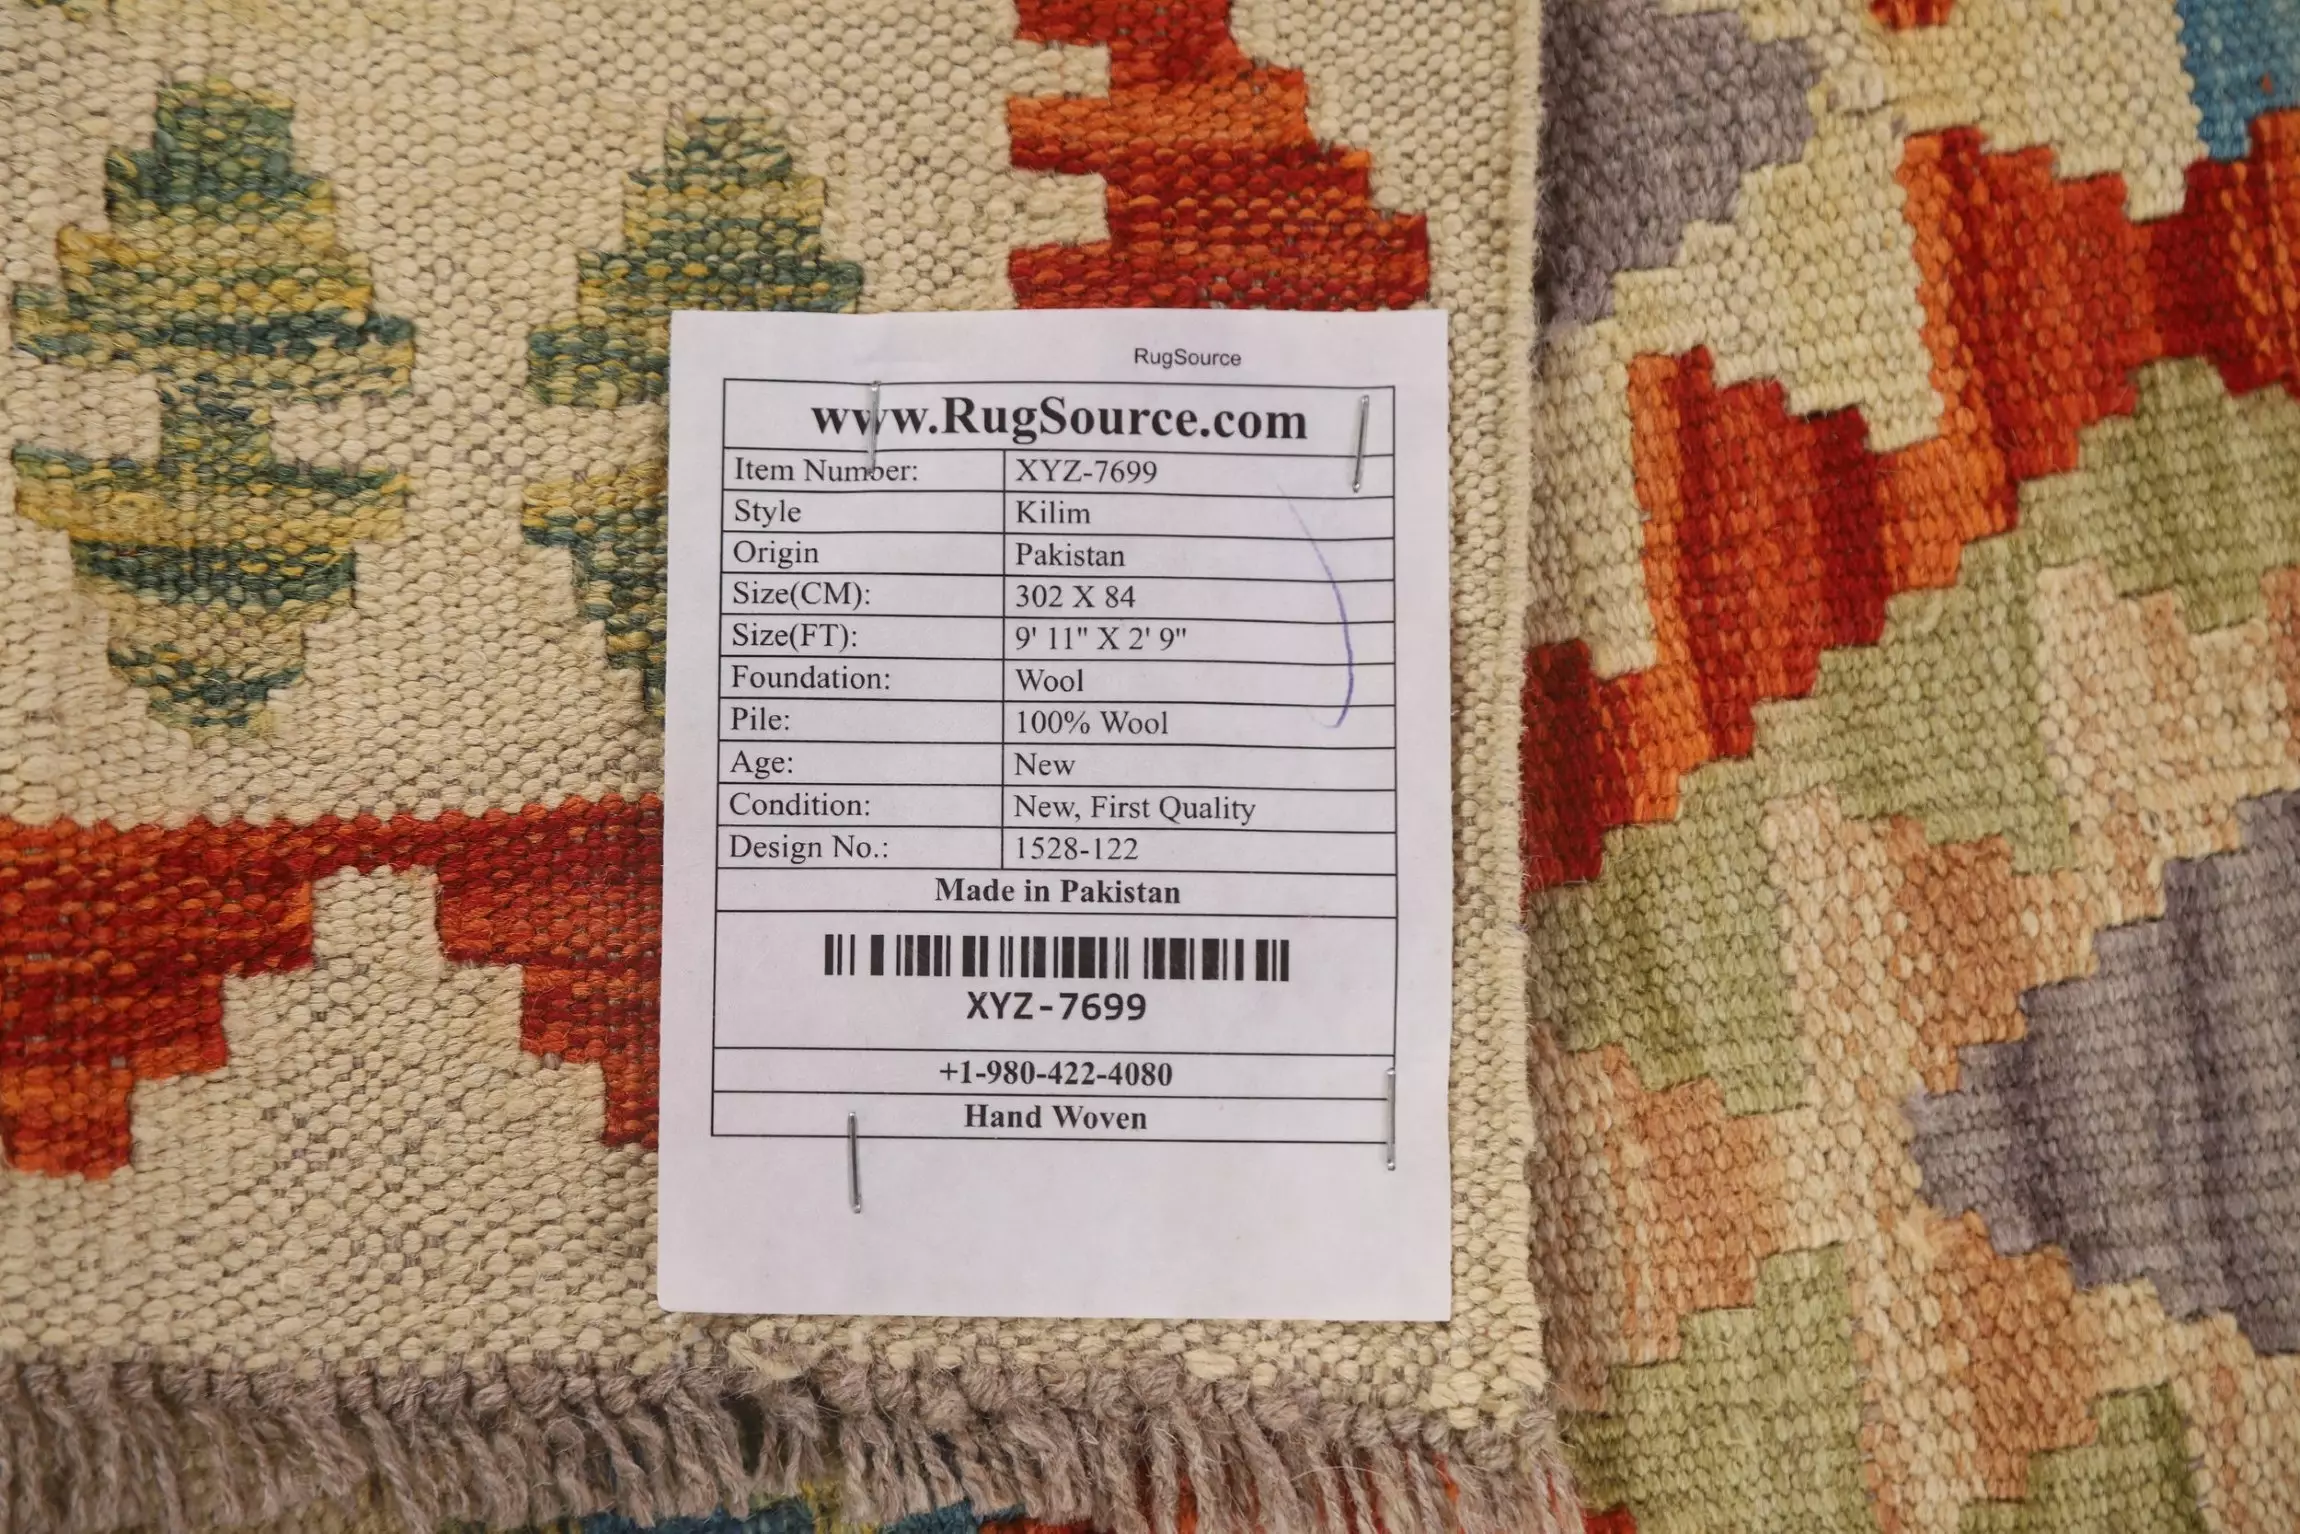 RugSource
www.RugSource.com
Item Number: XYZ-7699
Style Kilim
Origin Pakistan
Size(CM): 302 X 84
Size(FT): 9' 11" X 2' 9"
Foundation: Wool
Pile: 100% Wool
Age: New
Condition: New, First Quality
Design No.: 1528-122
Made in Pakistan
XYZ-7699
+1-980-422-4080
Hand Woven